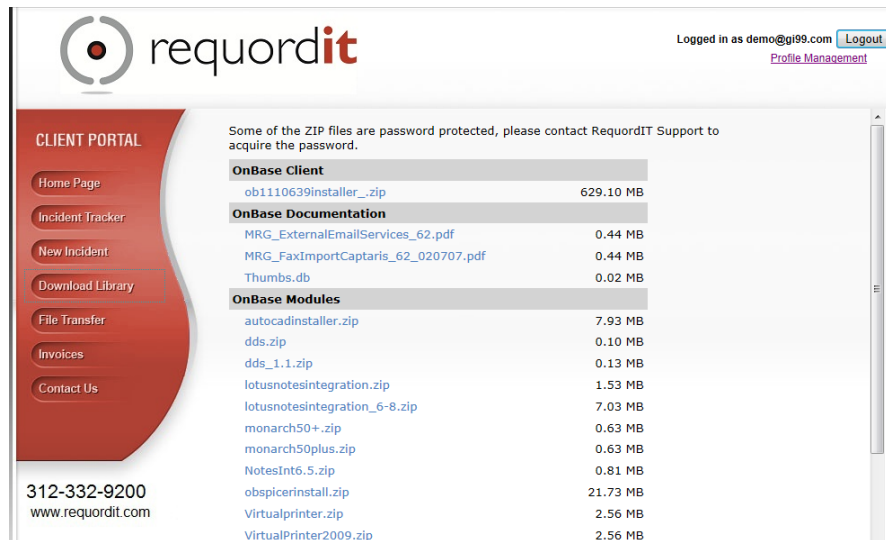 requordit
Logged in as demo@gi99.com Logout
Profile Management
CLIENT PORTAL
Home Page
Incident Tracker
New Incident
Download Library
File Transfer
Invoices
Contact Us
312-332-9200
www.requordit.com
Some of the ZIP files are password protected, please contact RequordIT Support to
acquire the password.
OnBase Client
ob1110639installer_.zip 629.10 MB
OnBase Documentation
MRG_ExternalEmailServices_62.pdf 0.44 MB
MRG_FaxImportCaptaris_62_020707.pdf 0.44 MB
Thumbs.db 0.02 MB
OnBase Modules
autocadinstaller.zip 7.93 MB
dds.zip 0.10 MB
dds_1.1.zip 0.13 MB
lotusnotesintegration.zip 1.53 MB
lotusnotesintegration_6-8.zip 7.03 MB
monarch50+.zip 0.63 MB
monarch50plus.zip 0.63 MB
NotesInt6.5.zip 0.81 MB
obspicerinstall.zip 21.73 MB
Virtualprinter.zip 2.56 MB
VirtualPrinter2009.zip 2.56 MB